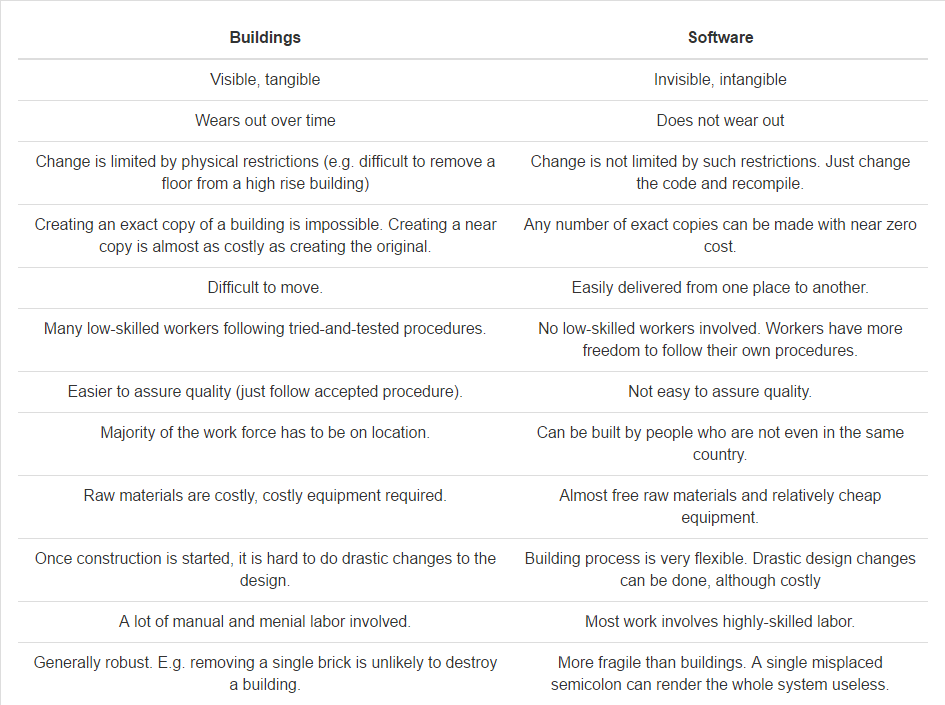 Buildings
Software
Visible, tangible
Invisible, intangible
Wears out over time
Does not wear out
Change is limited by physical restrictions (e.g. difficult to remove a
floor from a high rise building)
Change is not limited by such restrictions. Just change
the code and recompile.
Creating an exact copy of a building is impossible. Creating a near
copy is almost as costly as creating the original.
Any number of exact copies can be made with near zero
cost.
Difficult to move.
Easily delivered from one place to another.
Many low-skilled workers following tried-and-tested procedures.
No low-skilled workers involved. Workers have more
freedom to follow their own procedures.
Easier to assure quality (just follow accepted procedure).
Not easy to assure quality.
Majority of the work force has to be on location.
Can be built by people who are not even in the same
country.
Raw materials are costly, costly equipment required.
Almost free raw materials and relatively cheap
equipment.
Once construction is started, it is hard to do drastic changes to the
design.
Building process is very flexible. Drastic design changes
can be done, although costly
A lot of manual and menial labor involved.
Most work involves highly-skilled labor.
Generally robust. E.g. removing a single brick is unlikely to destroy
a building.
More fragile than buildings. A single misplaced
semicolon can render the whole system useless.